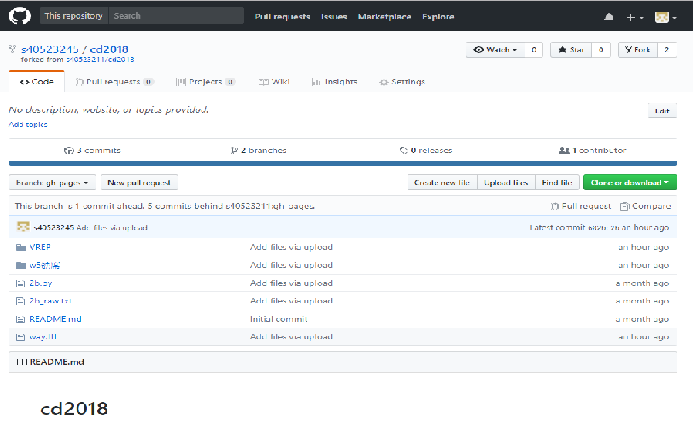 This repository Search Pull requests Issues Marketplace Explore
s40523245 / cd2018 Watch 0 Star 0 Fork 2
forked from s40523211/cd2018
Code Pull requests 0 Projects 0 Wiki Insights Settings
No description, website, or topics provided. Edit
Add topics
3 commits 2 branches 0 releases 1 contributor
Branch: gh-pages New pull request Create new file Upload files Find file Clone or download
This branch is 1 commit ahead, 5 commits behind s40523211:gh-pages. Pull request Compare
s40523245 Add files via upload Latest commit an hour ago
VREP Add files via upload an hour ago
Add files via upload an hour ago
2b.py Add files via upload a month ago
2b_raw.txt Add files via upload a month ago
README.md Initial commit a month ago
way.ttt Add files via upload an hour ago
README.md
cd2018